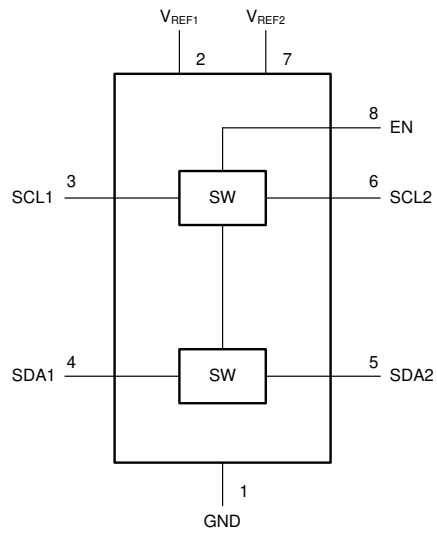 VREF1 VREF2
2 7
8 EN
3 6
SCL1 SW SCL2
4 5
SDA1 SW SDA2
1
GND